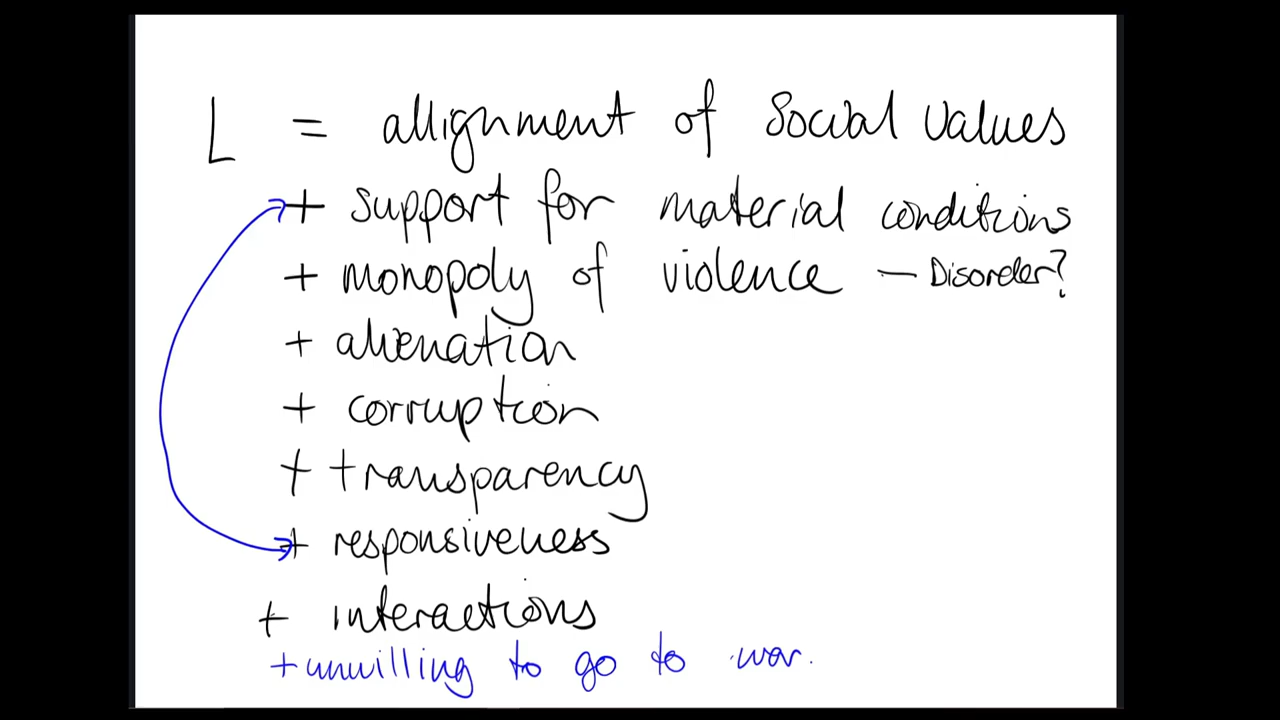 L = allignment of Social Values
+ support for material conditions
+ monopoly of violence — Disorder?
+ alienation
+ corruption
+ transparency
+ responsiveness
+ interactions
+ unwilling to go to war.